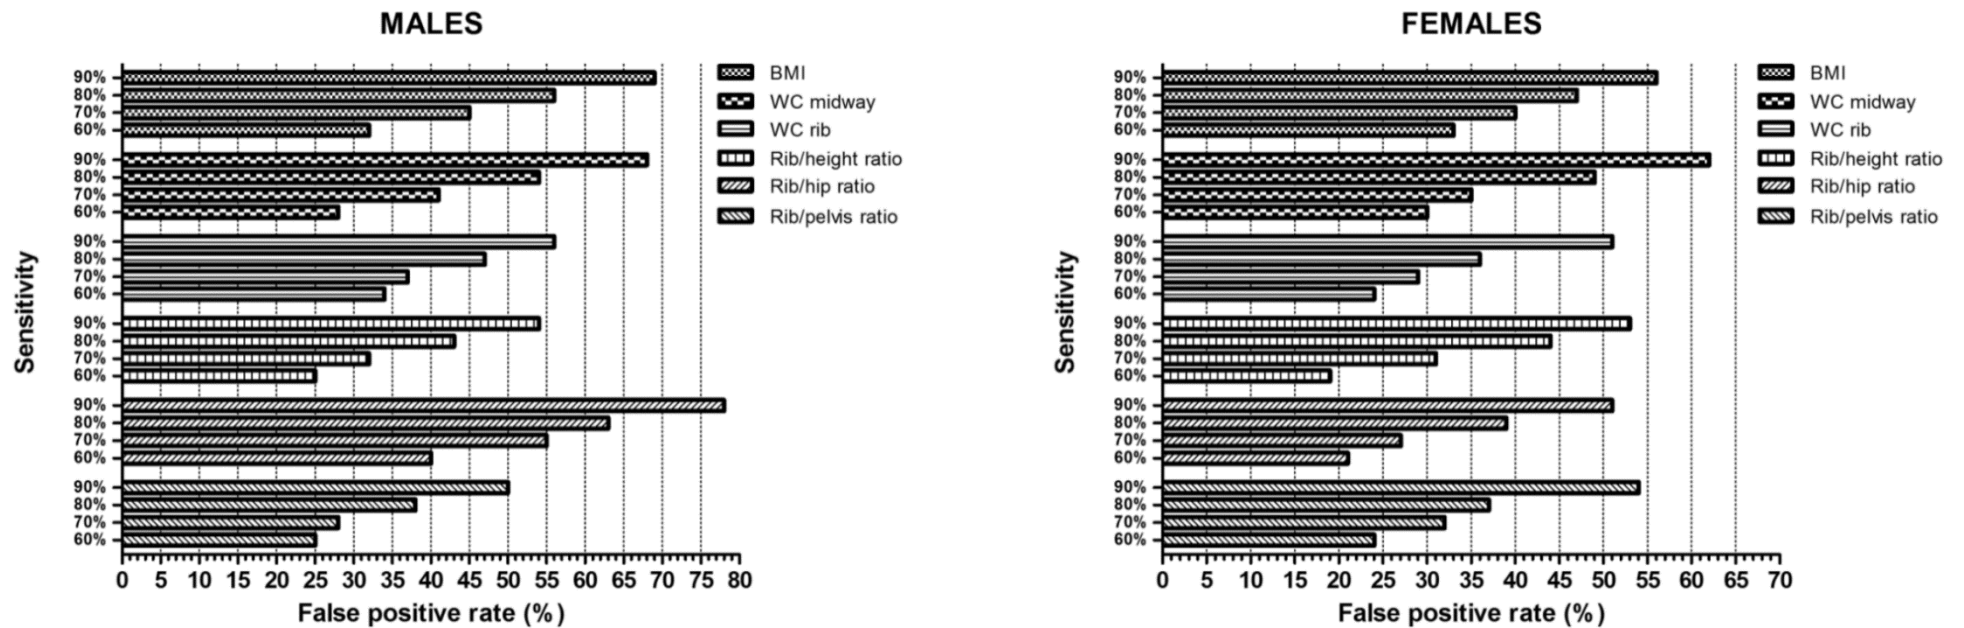 MALES
90%
80%
70%
60%
90%
80%
70%
60%
90%
80%
70%
60%
90%
80%
70%
60%
90%
80%
70%
60%
90%
80%
70%
60%
Sensitivity
0 5 10 15 20 25 30 35 40 45 50 55 60 65 70 75 80
False positive rate (%)
BMI
WC midway
WC rib
Rib/height ratio
Rib/hip ratio
Rib/pelvis ratio
FEMALES
90%
80%
70%
60%
90%
80%
70%
60%
90%
80%
70%
60%
90%
80%
70%
60%
90%
80%
70%
60%
90%
80%
70%
60%
Sensitivity
0 5 10 15 20 25 30 35 40 45 50 55 60 65 70
False positive rate (%)
BMI
WC midway
WC rib
Rib/height ratio
Rib/hip ratio
Rib/pelvis ratio